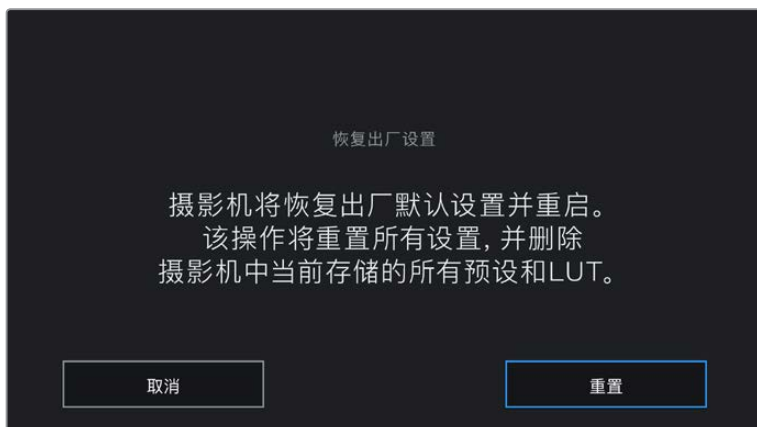 恢复出厂设置
摄影机将恢复出厂默认设置并重启。
该操作将重置所有设置, 并删除
摄影机中当前存储的所有预设和LUT。
取消
重置